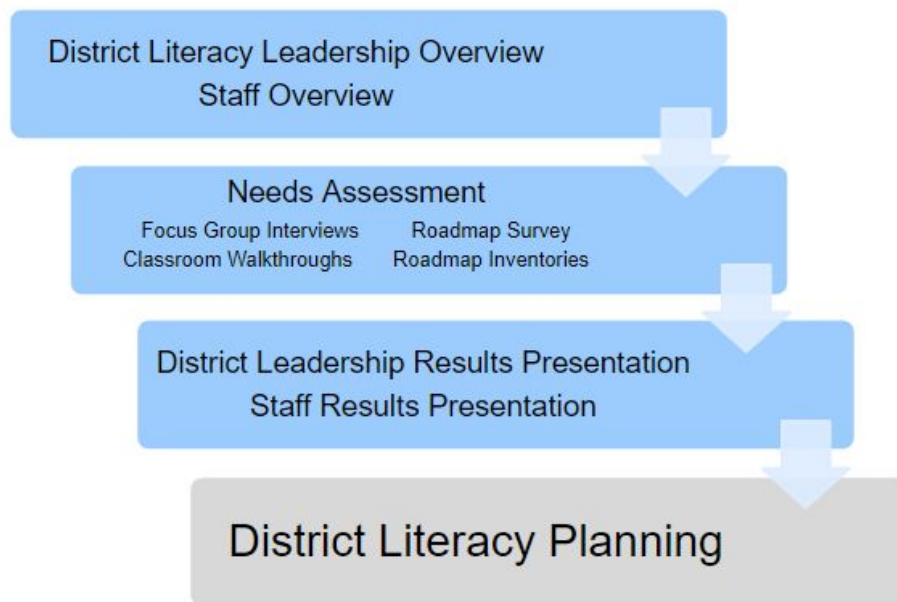 District Literacy Leadership Overview
Staff Overview
Needs Assessment
Focus Group Interviews Roadmap Survey
Classroom Walkthroughs Roadmap Inventories
District Leadership Results Presentation
Staff Results Presentation
District Literacy Planning